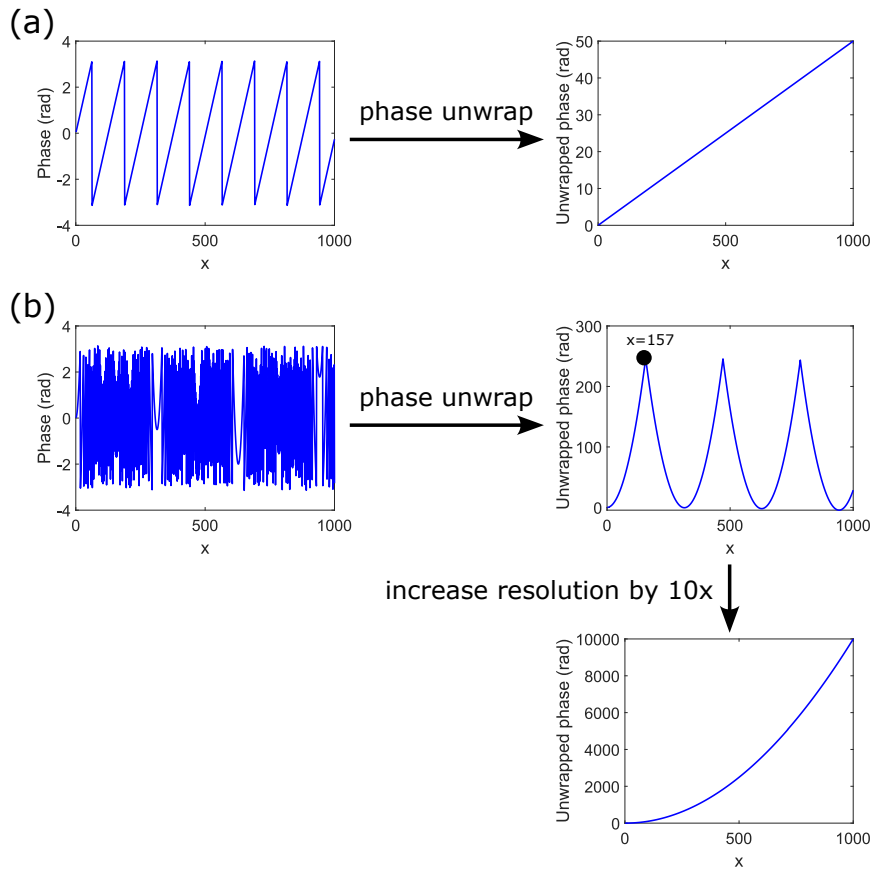 (a)
4
2
0
-2
-4
Phase (rad)
0
500
1000
x
phase unwrap
50
40
30
20
10
0
Unwrapped phase (rad)
0
500
1000
x
(b)
4
2
0
-2
-4
Phase (rad)
0
500
1000
x
phase unwrap
300
200
100
0
Unwrapped phase (rad)
x=157
0
500
1000
x
increase resolution by 10x
10000
8000
6000
4000
2000
0
Unwrapped phase (rad)
0
500
1000
x